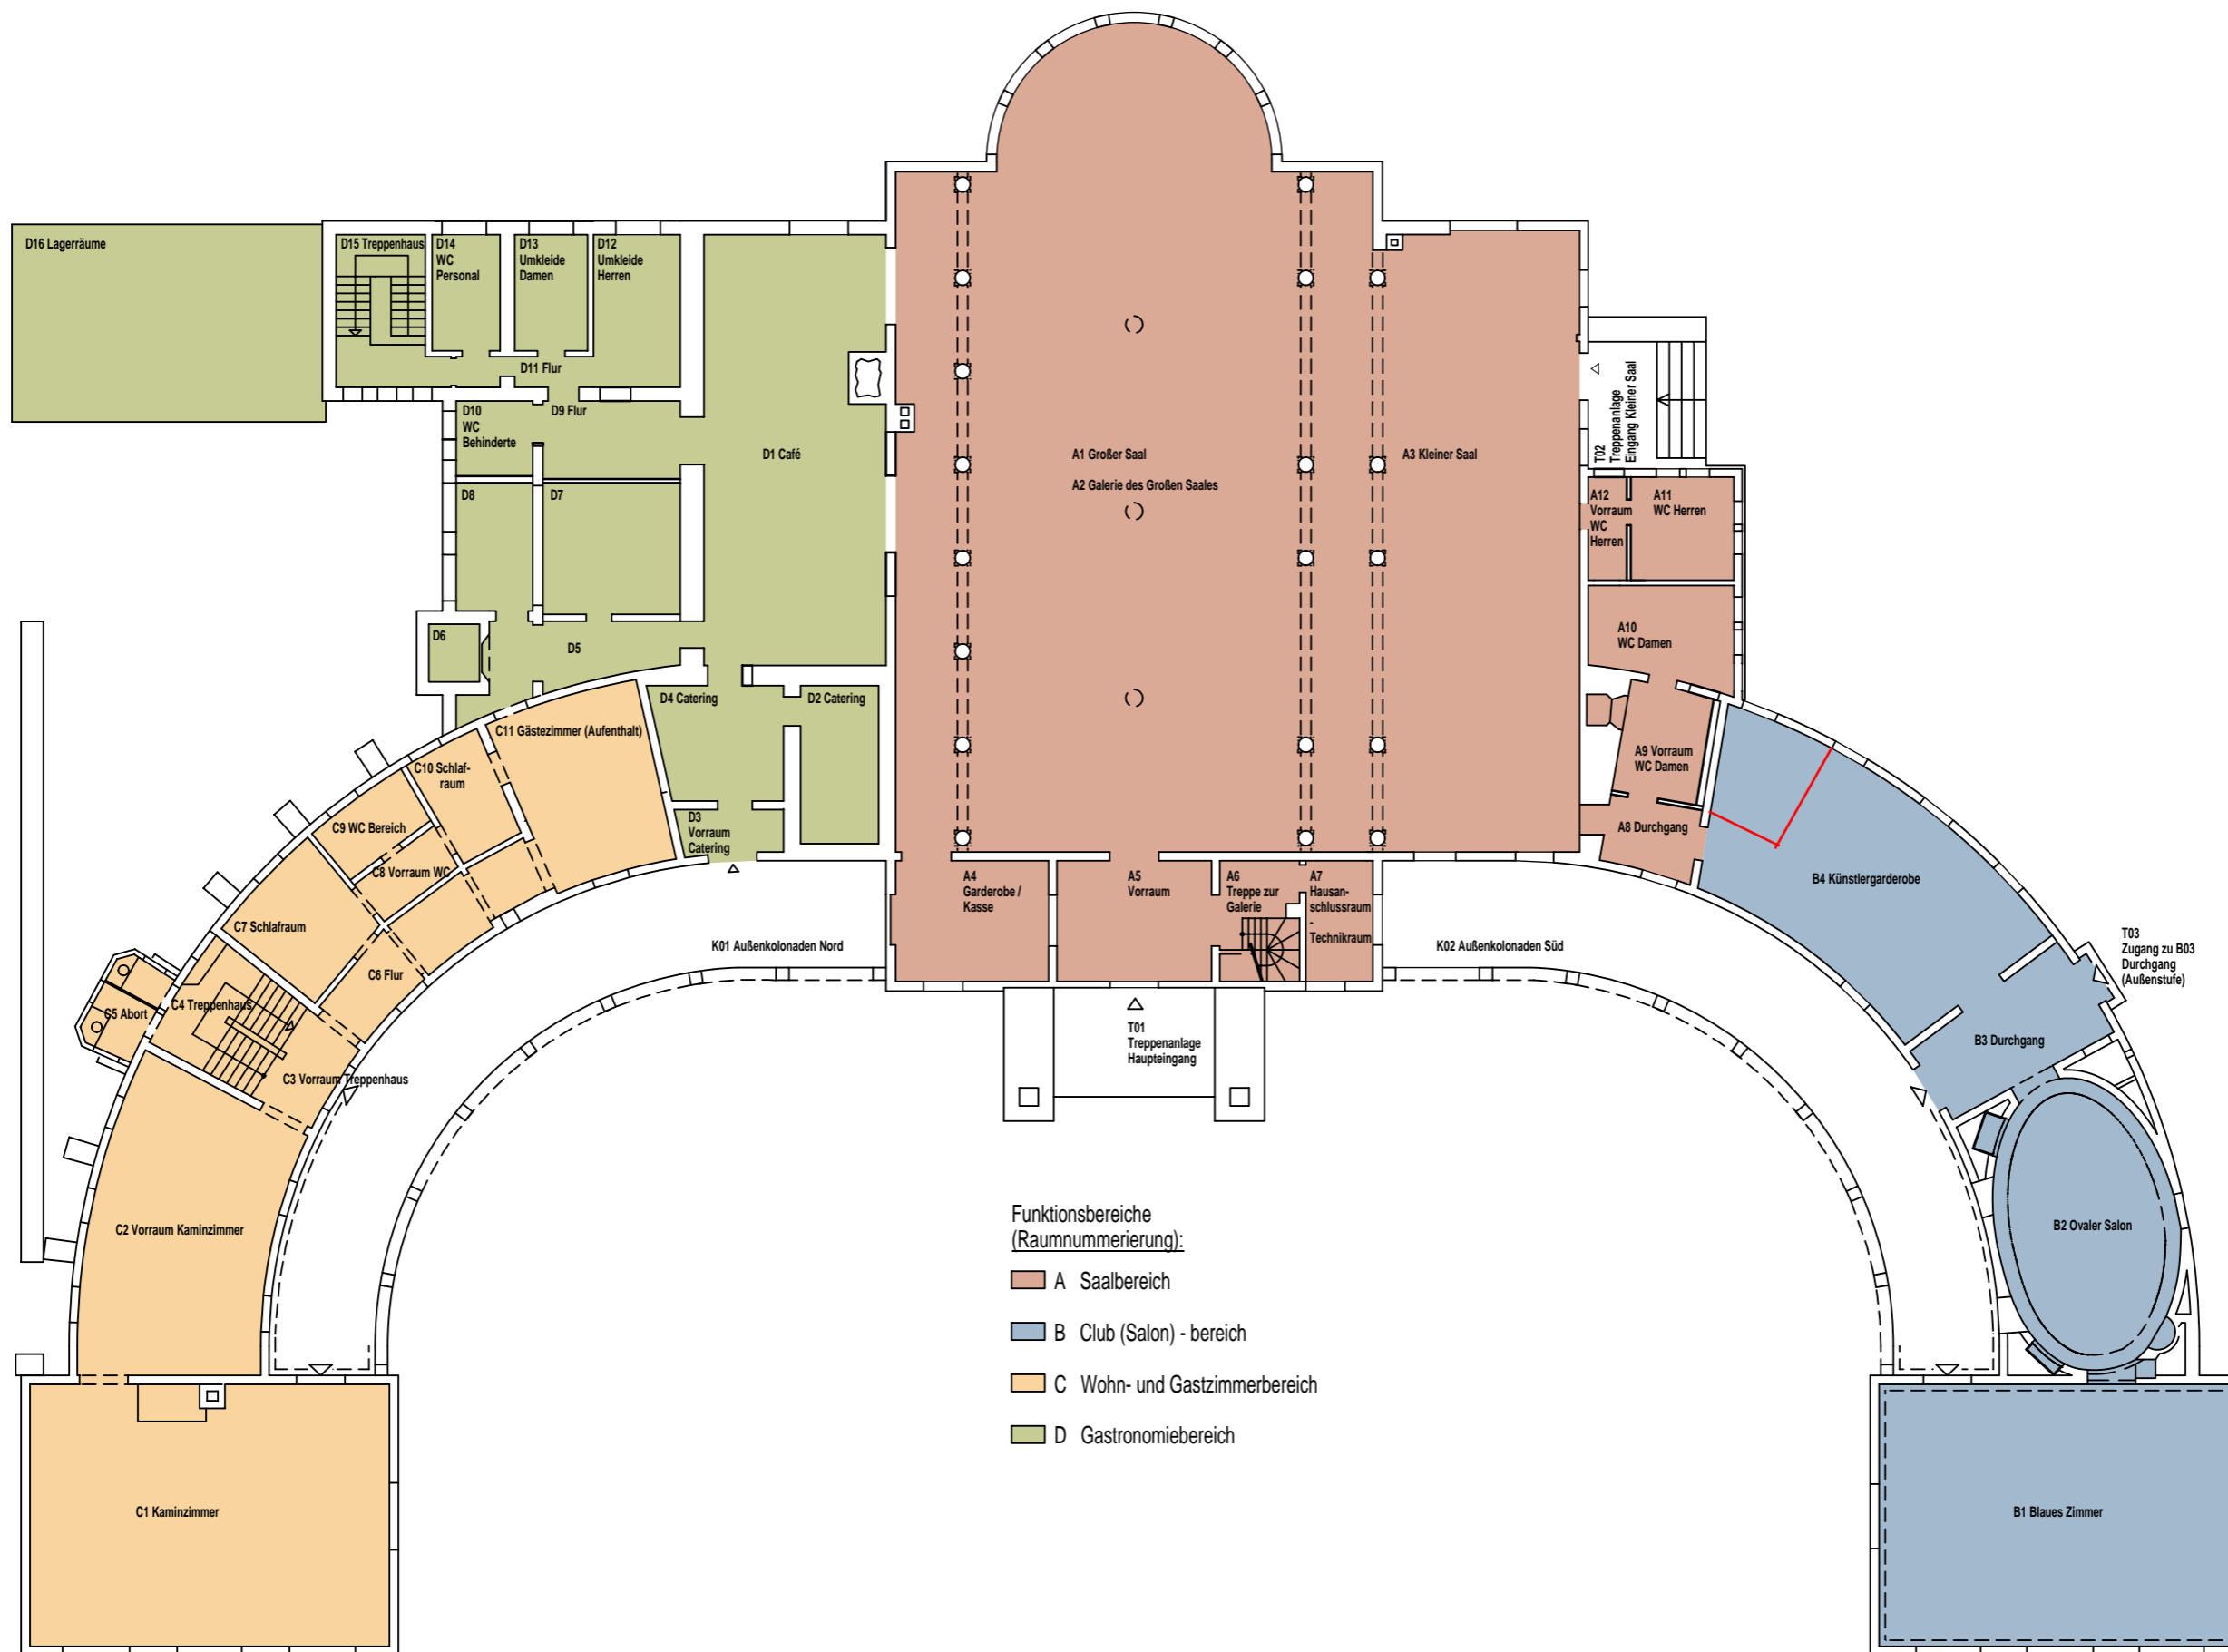 D16 Lagerräume
D15 Treppenhaus
D14
WC
Personal
D13
Umkleide
Damen
D12
Umkleide
Herren
D11 Flur
D10
WC
Behinderte
D9 Flur
D8
D7
D1 Café
D6
D5
D4 Catering
D2 Catering
D3
Vorraum
Catering
A1 Großer Saal
A2 Galerie des Großen Saales
A3 Kleiner Saal
T02
Treppenanlage
Eingang Kleiner Saal
A12
Vorraum
WC
Herren
A11
WC Herren
A10
WC Damen
A9 Vorraum
WC Damen
A8 Durchgang
A4
Garderobe /
Kasse
A5
Vorraum
A6
Treppe zur
Galerie
A7
Hausan-
schlussraum
-
Technikraum
C11 Gästezimmer (Aufenthalt)
C10 Schlaf-
raum
C9 WC Bereich
C8 Vorraum WC
C7 Schlafraum
C6 Flur
C5 Abort
C4 Treppenhaus
C3 Vorraum Treppenhaus
C2 Vorraum Kaminzimmer
C1 Kaminzimmer
K01 Außenkolonaden Nord
K02 Außenkolonaden Süd
T01
Treppenanlage
Haupteingang
B4 Künstlergarderobe
T03
Zugang zu B03
Durchgang
(Außenstufe)
B3 Durchgang
B2 Ovaler Salon
B1 Blaues Zimmer
Funktionsbereiche
(Raumnummerierung):
A Saalbereich
B Club (Salon) - bereich
C Wohn- und Gastzimmerbereich
D Gastronomiebereich